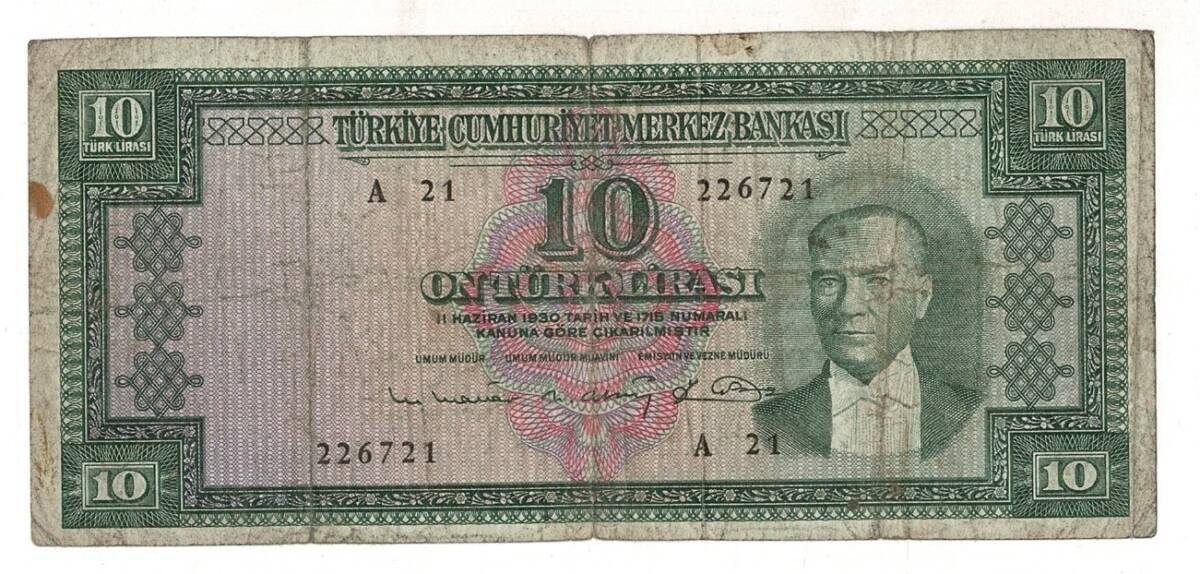 10
TÜRK LİRASI
10
TÜRK LİRASI
TÜRKİYE CUMHURİYET MERKEZ BANKASI
A 21
226721
10
ON TÜRK LİRASI
11 HAZİRAN 1930 TARİH VE 1715 NUMARALI
KANUNA GÖRE ÇIKARILMIŞTIR
UMUM MÜDÜR UMUM MÜDÜR MUAVİNİ EMİSYON VE VEZNE MÜDÜRÜ
226721
A 21
10
10